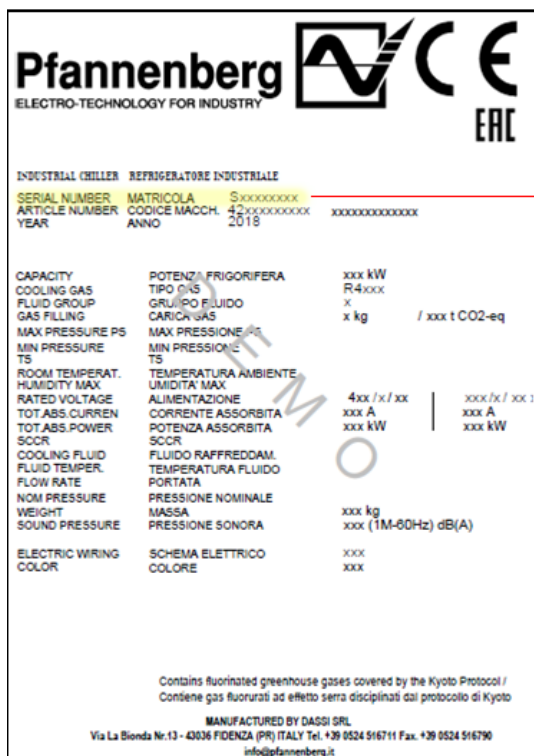 Pfannenberg
ELECTRO-TECHNOLOGY FOR INDUSTRY
CE
EAC
INDUSTRIAL CHILLER REFRIGERATORE INDUSTRIALE
SERIAL NUMBER MATRICOLA Sxxxxxxxx
ARTICLE NUMBER CODICE MACCH. 42xxxxxxxxx xxxxxxxxxxxxx
YEAR ANNO 2018
CAPACITY POTENZA FRIGORIFERA xxx kW
COOLING GAS TIPO GAS R4xxx
FLUID GROUP GRUPPO FLUIDO x
GAS FILLING CARICA GAS x kg / xxx t CO2-eq
MAX PRESSURE PS MAX PRESSIONE PS
MIN PRESSURE MIN PRESSIONE
TS TS
ROOM TEMPERAT. TEMPERATURA AMBIENTE
HUMIDITY MAX UMIDITA' MAX
RATED VOLTAGE ALIMENTAZIONE 4xx /x / xx xxx /x / xx x
TOT.ABS.CURREN CORRENTE ASSORBITA xxx A xxx A
TOT.ABS.POWER POTENZA ASSORBITA xxx kW xxx kW
SCCR SCCR
COOLING FLUID FLUIDO RAFFREDDAM.
FLUID TEMPER. TEMPERATURA FLUIDO
FLOW RATE PORTATA
NOM PRESSURE PRESSIONE NOMINALE
WEIGHT MASSA xxx kg
SOUND PRESSURE PRESSIONE SONORA xxx (1M-60Hz) dB(A)
ELECTRIC WIRING SCHEMA ELETTRICO xxx
COLOR COLORE xxx
DEMO
Contains fluorinated greenhouse gases covered by the Kyoto Protocol /
Contiene gas fluorurati ad effetto serra disciplinati dal protocollo di Kyoto
MANUFACTURED BY DASSI SRL
Via La Bionda Nr.13 - 43036 FIDENZA (PR) ITALY Tel. +39 0524 516711 Fax. +39 0524 516790
info@pfannenberg.it